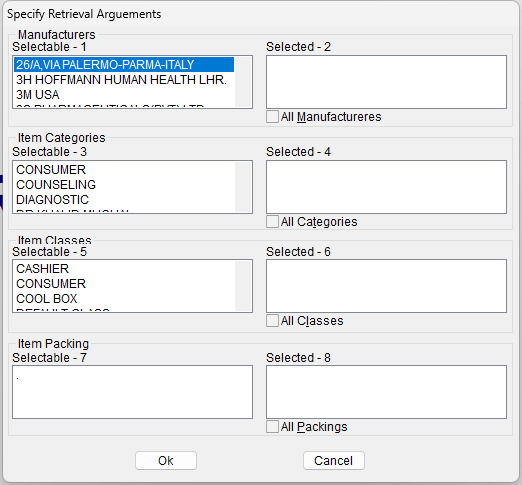 Specify Retrieval Arguements
Manufacturers
Selectable - 1
Selected - 2
26/A,VIA PALERMO-PARMA-ITALY
3H HOFFMANN HUMAN HEALTH LHR.
3M USA
All Manufactureres
Item Categories
Selectable - 3
Selected - 4
CONSUMER
COUNSELING
DIAGNOSTIC
All Categories
Item Classes
Selectable - 5
Selected - 6
CASHIER
CONSUMER
COOL BOX
DEFAULT CLASS
All Classes
Item Packing
Selectable - 7
Selected - 8
.
All Packings
Ok
Cancel